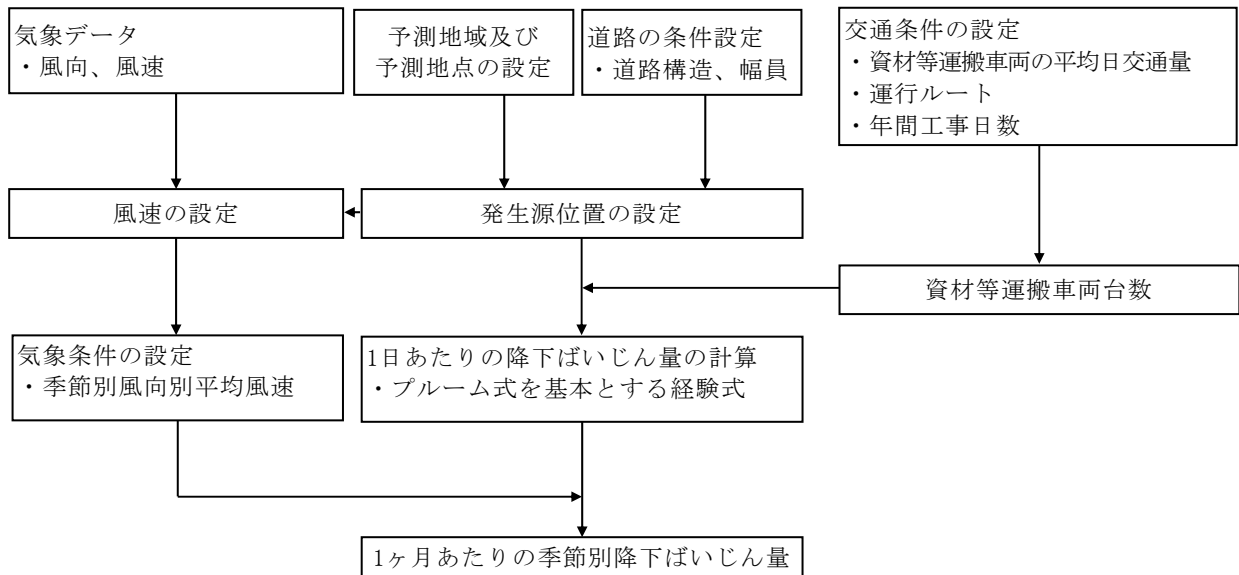 気象データ
・風向、風速
予測地域及び
予測地点の設定
道路の条件設定
・道路構造、幅員
交通条件の設定
・資材等運搬車両の平均日交通量
・運行ルート
・年間工事日数
風速の設定
発生源位置の設定
資材等運搬車両台数
気象条件の設定
・季節別風向別平均風速
1日あたりの降下ばいじん量の計算
・プルーム式を基本とする経験式
1ヶ月あたりの季節別降下ばいじん量